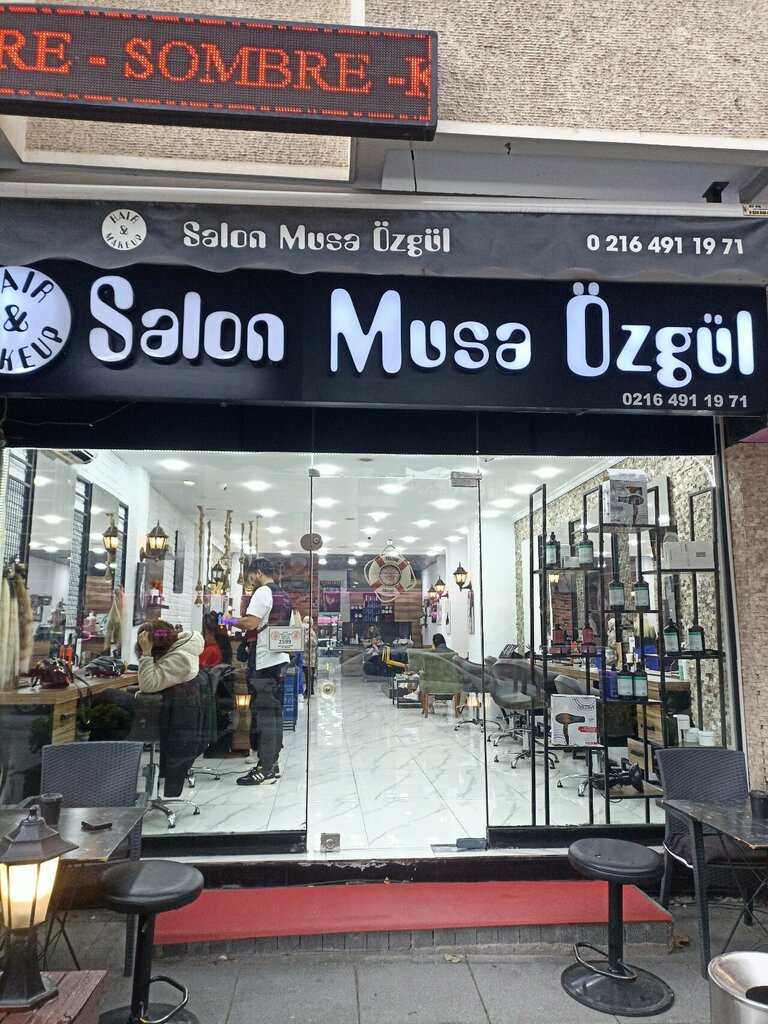 RE - SOMBRE - K
HAIR & MAKEUP
Salon Musa Özgül
0 216 491 19 71
HAIR & MAKEUP
Salon Musa Özgül
0216 491 19 71
2599